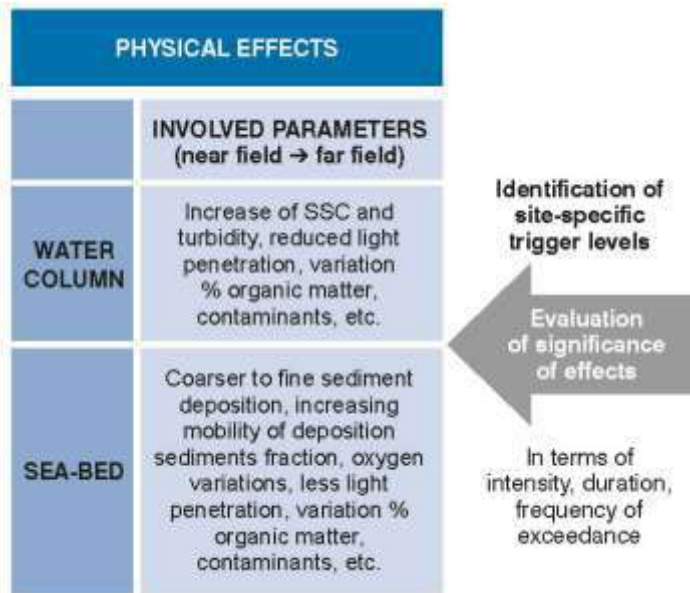 PHYSICAL EFFECTS
INVOLVED PARAMETERS
(near field → far field)
WATER
COLUMN
Increase of SSC and
turbidity, reduced light
penetration, variation
% organic matter,
contaminants, etc.
SEA-BED
Coarser to fine sediment
deposition, increasing
mobility of deposition
sediments fraction, oxygen
variations, less light
penetration, variation %
organic matter,
contaminants, etc.
Identification of
site-specific
trigger levels
Evaluation
of significance
of effects
In terms of
intensity, duration,
frequency of
exceedance